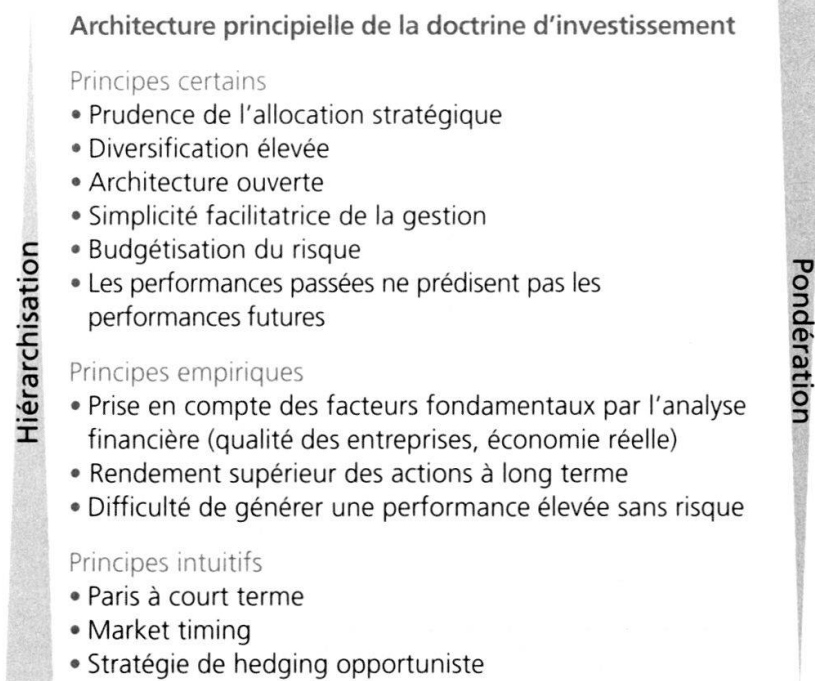 Architecture principielle de la doctrine d'investissement
Principes certains
• Prudence de l'allocation stratégique
• Diversification élevée
• Architecture ouverte
• Simplicité facilitatrice de la gestion
• Budgétisation du risque
• Les performances passées ne prédisent pas les
performances futures
Principes empiriques
• Prise en compte des facteurs fondamentaux par l'analyse
financière (qualité des entreprises, économie réelle)
• Rendement supérieur des actions à long terme
• Difficulté de générer une performance élevée sans risque
Principes intuitifs
• Paris à court terme
• Market timing
• Stratégie de hedging opportuniste
Hiérarchisation
Pondération